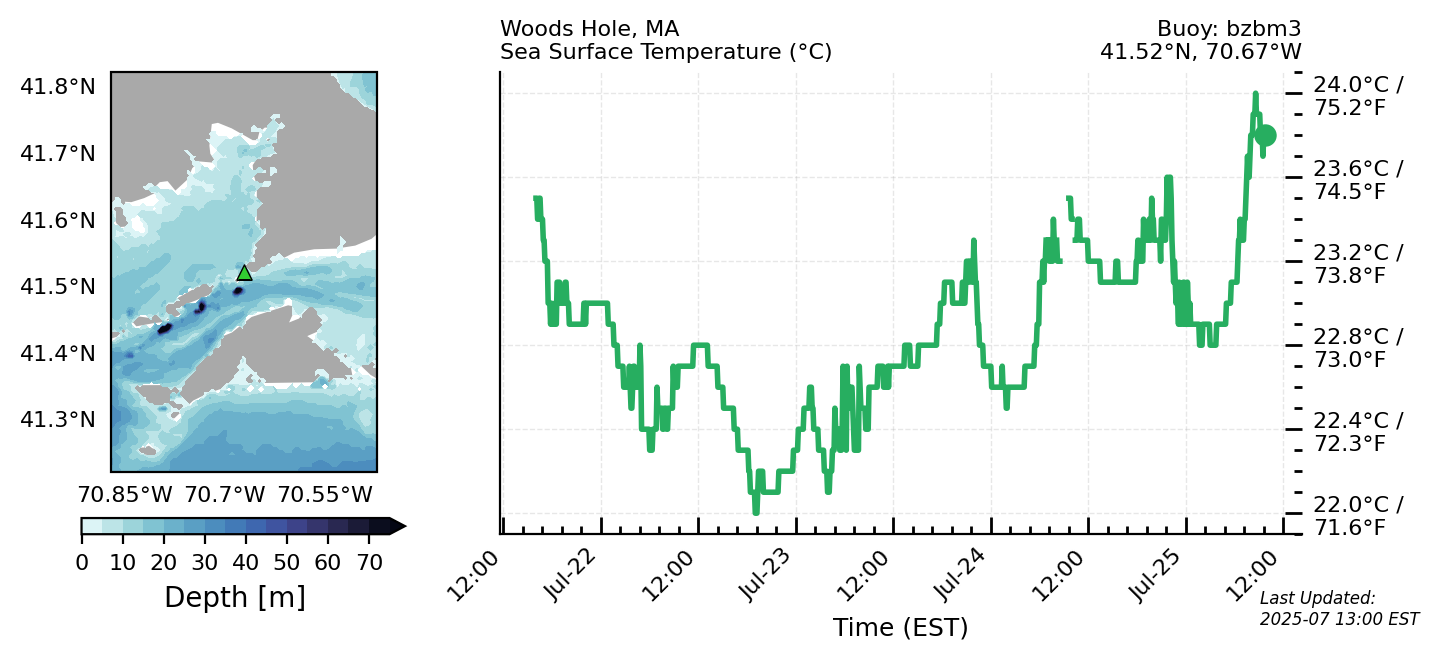 Woods Hole, MA
Sea Surface Temperature (°C)
Buoy: bzbm3
41.52°N, 70.67°W
41.8°N
41.7°N
41.6°N
41.5°N
41.4°N
41.3°N
70.85°W 70.7°W 70.55°W
0 10 20 30 40 50 60 70
Depth [m]
24.0°C /
75.2°F
23.6°C /
74.5°F
23.2°C /
73.8°F
22.8°C /
73.0°F
22.4°C /
72.3°F
22.0°C /
71.6°F
12:00 Jul-22 12:00 Jul-23 12:00 Jul-24 12:00 Jul-25 12:00
Time (EST)
Last Updated:
2025-07 13:00 EST